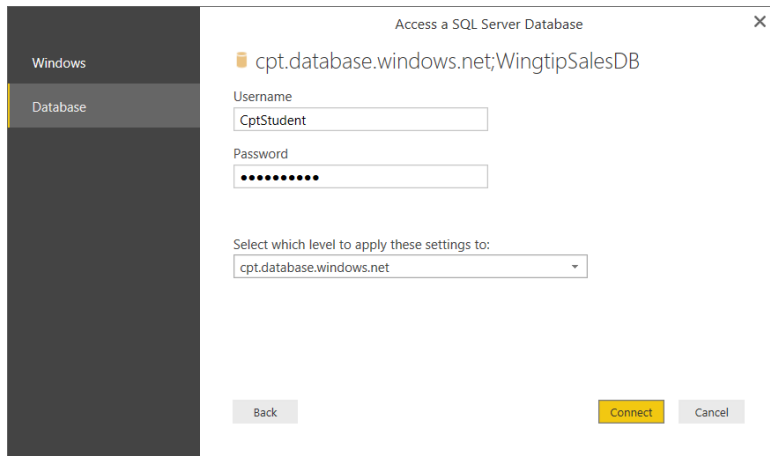 Access a SQL Server Database
Windows
Database
cpt.database.windows.net;WingtipSalesDB
Username
CptStudent
Password
●●●●●●●●●●
Select which level to apply these settings to:
cpt.database.windows.net
Back
Connect
Cancel